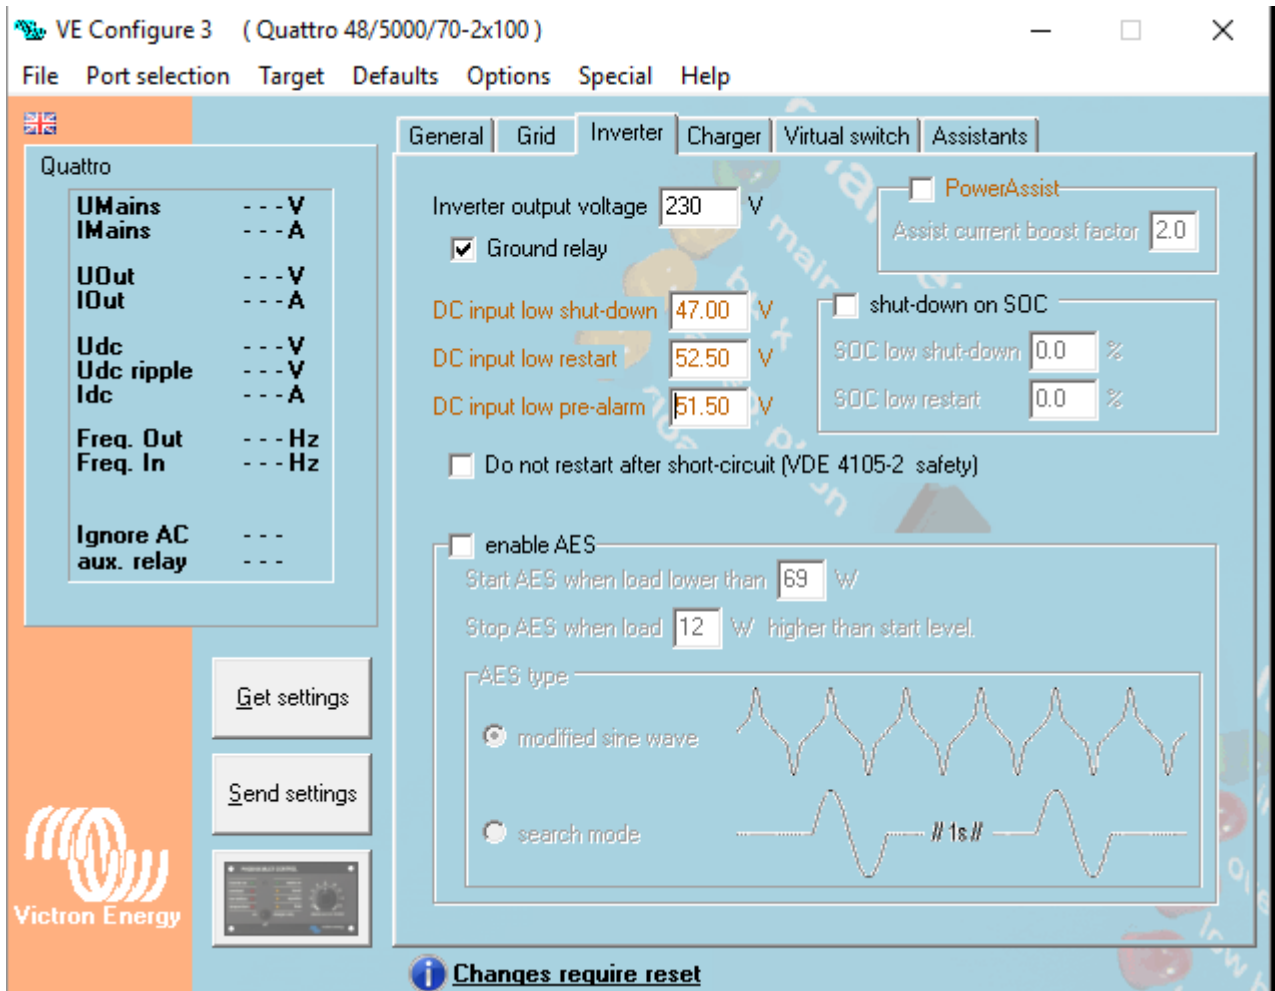 VE Configure 3 ( Quattro 48/5000/70-2x100 )
File Port selection Target Defaults Options Special Help
General Grid Inverter Charger Virtual switch Assistants
Quattro
UMains - - - V
IMains - - - A
UOut - - - V
IOut - - - A
Udc - - - V
Udc ripple - - - V
Idc - - - A
Freq. Out - - - Hz
Freq. In - - - Hz
Ignore AC - - -
aux. relay - - -
Get settings
Send settings
Victron Energy
Inverter output voltage 230 V
Ground relay
PowerAssist
Assist current boost factor 2.0
DC input low shut-down 47.00 V
DC input low restart 52.50 V
DC input low pre-alarm 51.50 V
shut-down on SOC
SOC low shut-down 0.0 %
SOC low restart 0.0 %
Do not restart after short-circuit (VDE 4105-2 safety)
enable AES
Start AES when load lower than 69 W
Stop AES when load 12 W higher than start level.
AES type
modified sine wave
search mode
// 1s //
Changes require reset